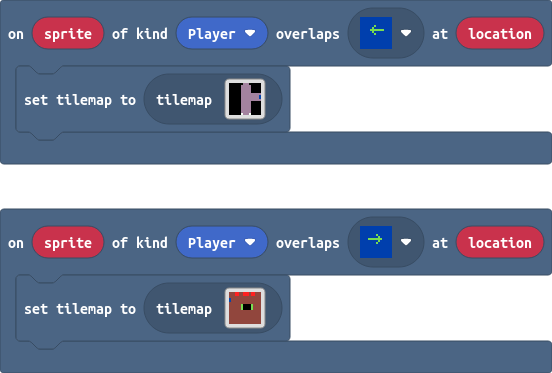 on sprite of kind Player overlaps at location
set tilemap to tilemap
on sprite of kind Player overlaps at location
set tilemap to tilemap